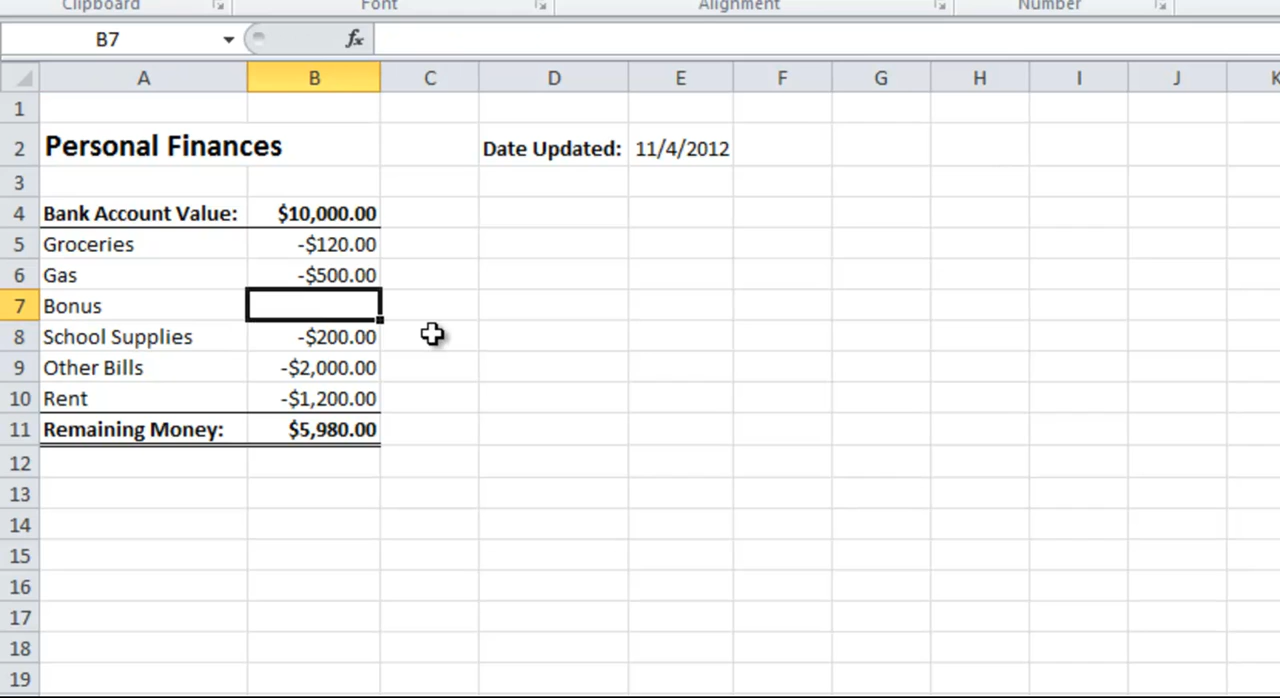 Clipboard Font Alignment Number
B7 fx
A B C D E F G H I J K
1
2 Personal Finances Date Updated: 11/4/2012
3
4 Bank Account Value: $10,000.00
5 Groceries -$120.00
6 Gas -$500.00
7 Bonus
8 School Supplies -$200.00
9 Other Bills -$2,000.00
10 Rent -$1,200.00
11 Remaining Money: $5,980.00
12
13
14
15
16
17
18
19